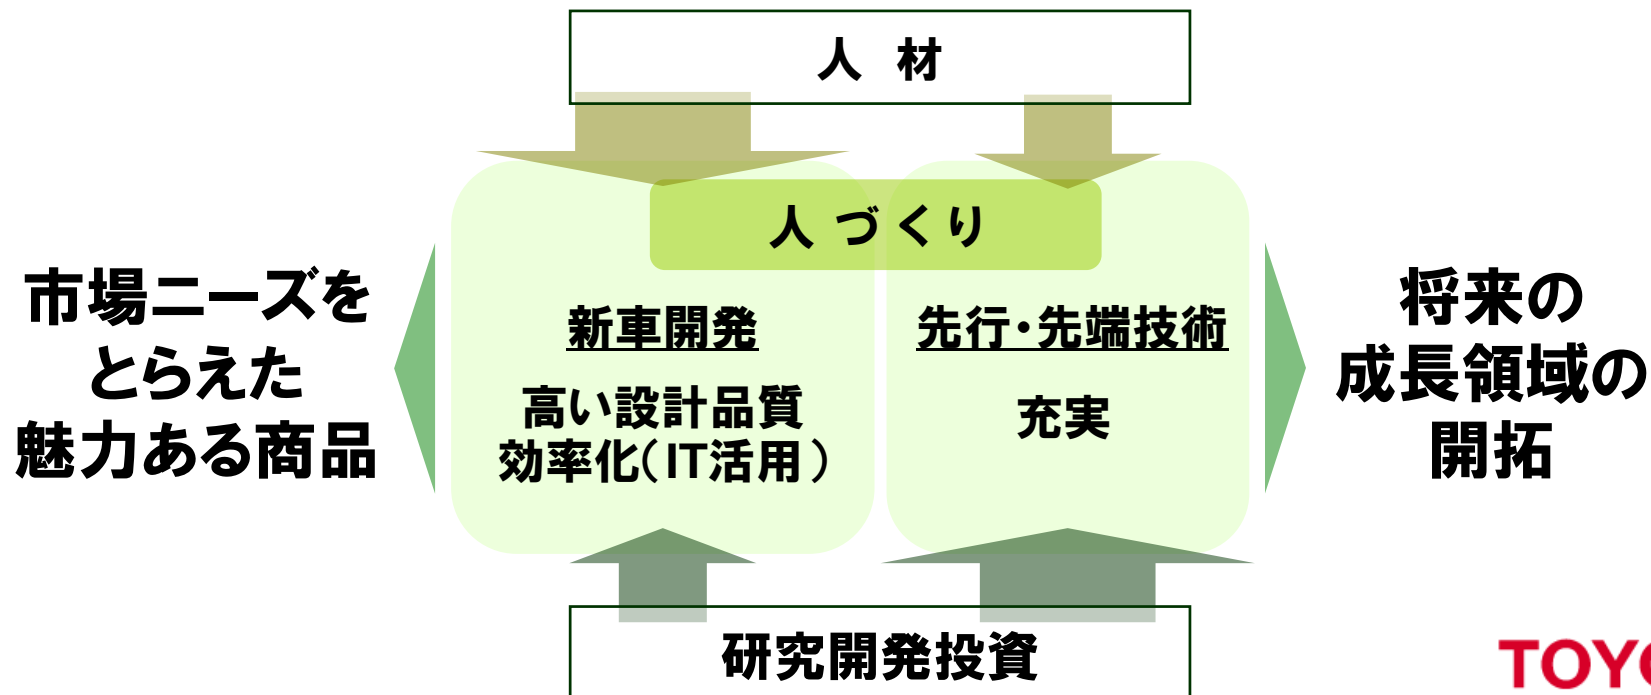 人 材
人 づ く り
市場ニーズを
とらえた
魅力ある商品
新車開発
高い設計品質
効率化(IT活用)
先行・先端技術
充実
将来の
成長領域の
開拓
研究開発投資